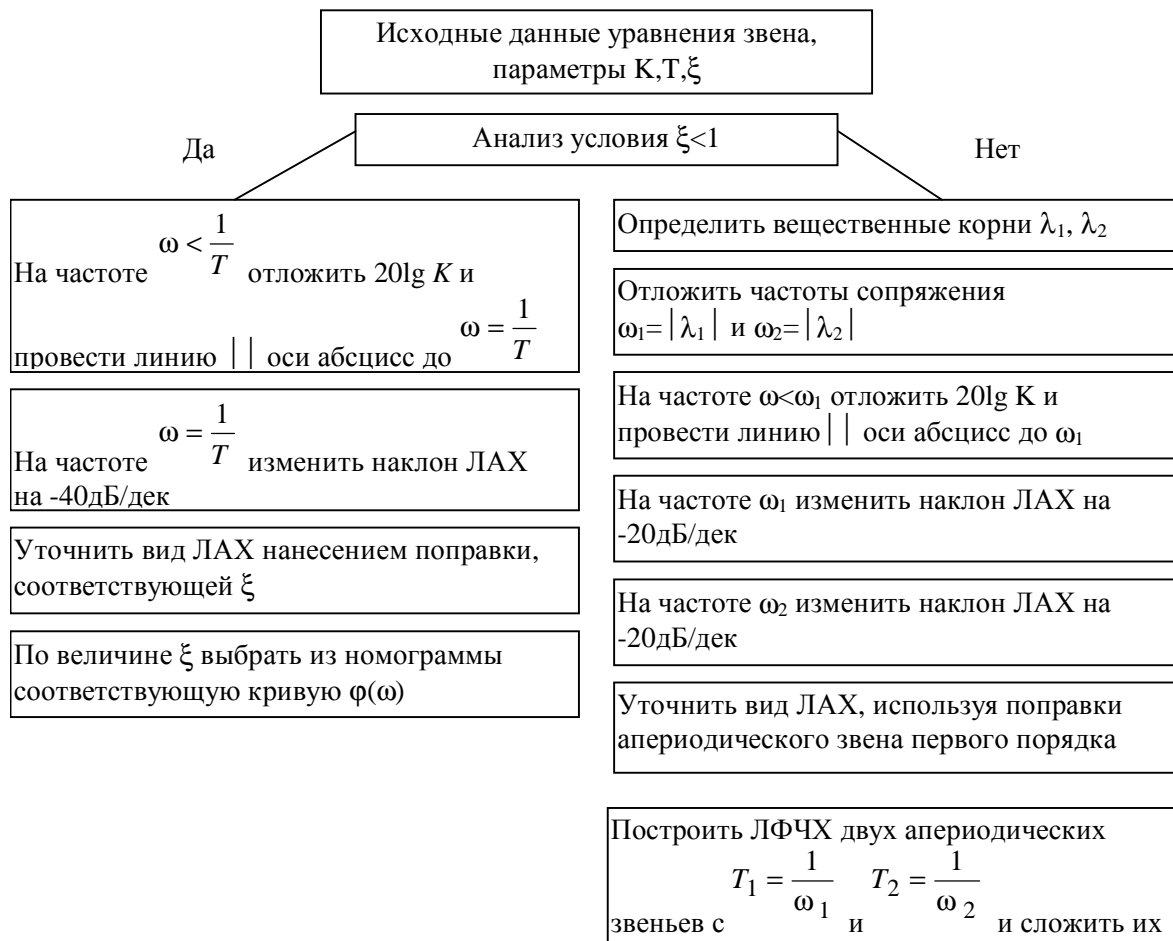 Исходные данные уравнения звена,
параметры K,T,ξ
Анализ условия ξ<1
Да
Нет
На частоте ω < 1/T отложить 20lg K и
провести линию || оси абсцисс до ω = 1/T
На частоте ω = 1/T изменить наклон ЛАХ
на -40дБ/дек
Уточнить вид ЛАХ нанесением поправки,
соответствующей ξ
По величине ξ выбрать из номограммы
соответствующую кривую φ(ω)
Определить вещественные корни λ₁, λ₂
Отложить частоты сопряжения
ω₁=|λ₁| и ω₂=|λ₂|
На частоте ω<ω₁ отложить 20lg K и
провести линию|| оси абсцисс до ω₁
На частоте ω₁ изменить наклон ЛАХ на
-20дБ/дек
На частоте ω₂ изменить наклон ЛАХ на
-20дБ/дек
Уточнить вид ЛАХ, используя поправки
апериодического звена первого порядка
Построить ЛФЧХ двух апериодических
звеньев с T₁ = 1/ω₁ и T₂ = 1/ω₂ и сложить их